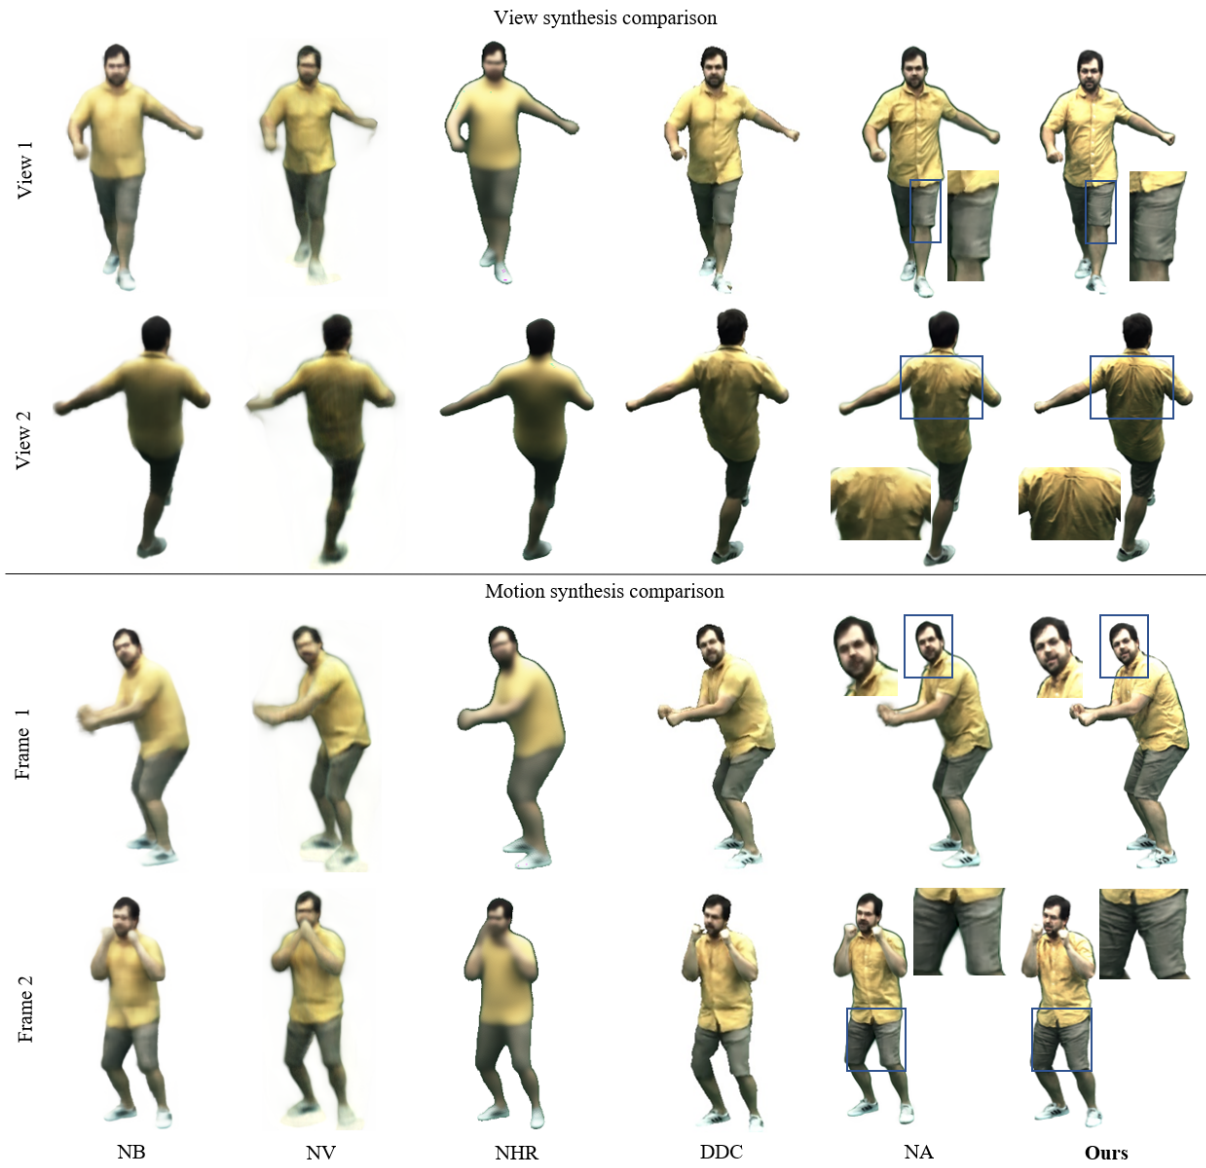 View synthesis comparison
View 1
View 2
Motion synthesis comparison
Frame 1
Frame 2
NB NV NHR DDC NA Ours